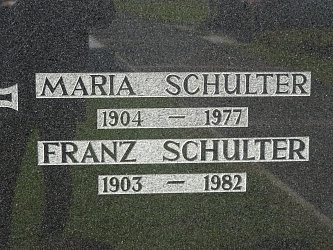 MARIA SCHULTER
1904 — 1977
FRANZ SCHULTER
1903 — 1982